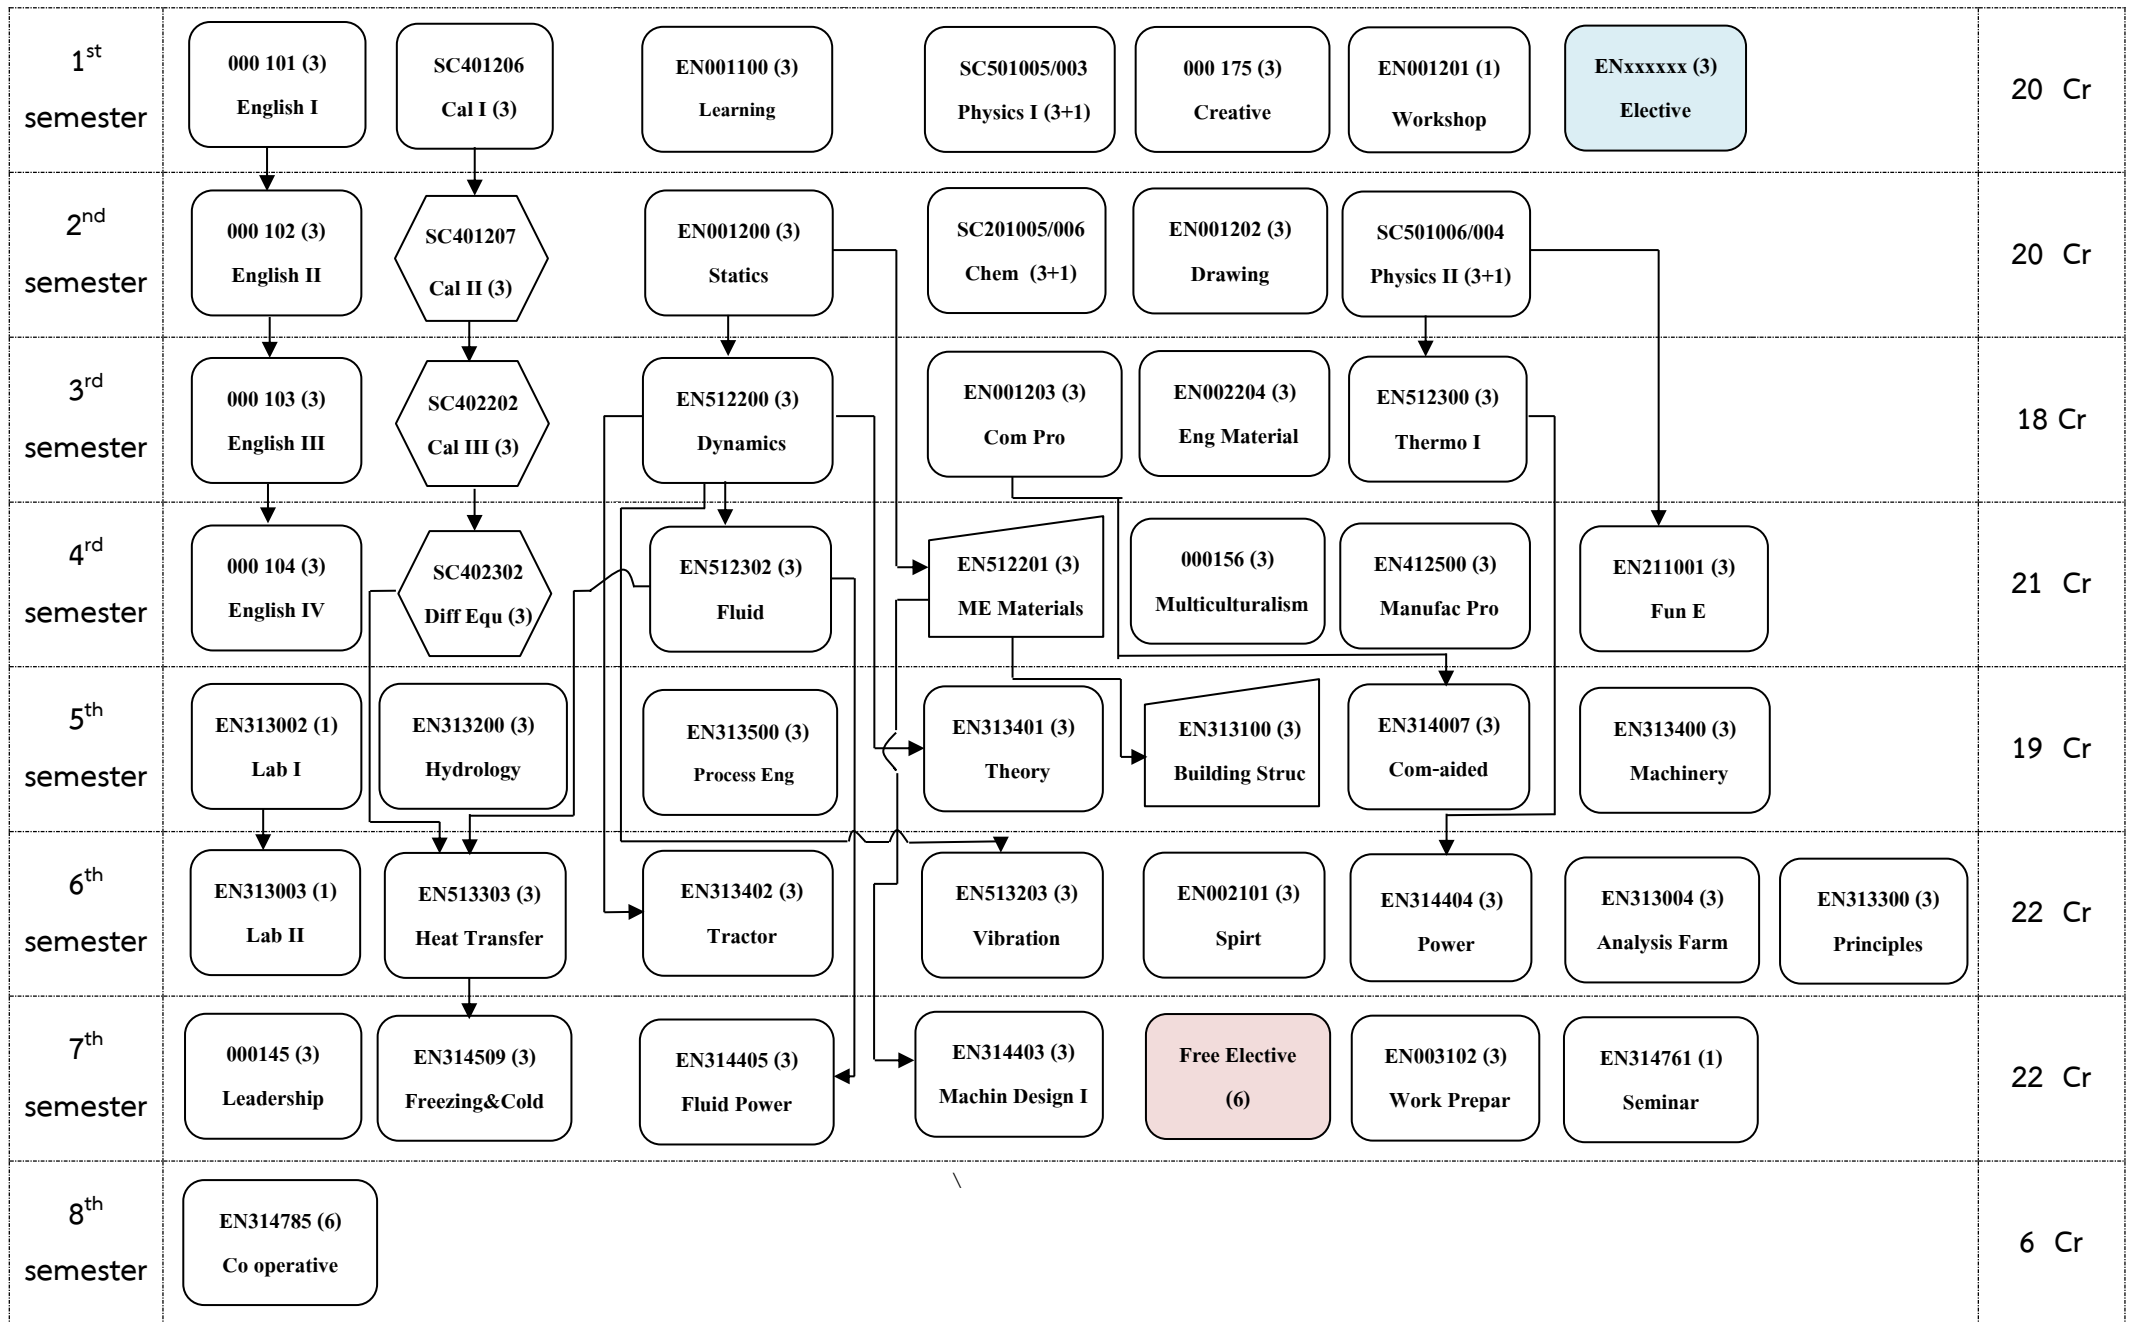 1st
semester
000 101 (3)
English I
SC401206
Cal I (3)
EN001100 (3)
Learning
SC501005/003
Physics I (3+1)
000 175 (3)
Creative
EN001201 (1)
Workshop
ENxxxxxx (3)
Elective
20 Cr
2nd
semester
000 102 (3)
English II
SC401207
Cal II (3)
EN001200 (3)
Statics
SC201005/006
Chem (3+1)
EN001202 (3)
Drawing
SC501006/004
Physics II (3+1)
20 Cr
3rd
semester
000 103 (3)
English III
SC402202
Cal III (3)
EN512200 (3)
Dynamics
EN001203 (3)
Com Pro
EN002204 (3)
Eng Material
EN512300 (3)
Thermo I
18 Cr
4rd
semester
000 104 (3)
English IV
SC402302
Diff Equ (3)
EN512302 (3)
Fluid
EN512201 (3)
ME Materials
000156 (3)
Multiculturalism
EN412500 (3)
Manufac Pro
EN211001 (3)
Fun E
21 Cr
5th
semester
EN313002 (1)
Lab I
EN313200 (3)
Hydrology
EN313500 (3)
Process Eng
EN313401 (3)
Theory
EN313100 (3)
Building Struc
EN314007 (3)
Com-aided
EN313400 (3)
Machinery
19 Cr
6th
semester
EN313003 (1)
Lab II
EN513303 (3)
Heat Transfer
EN313402 (3)
Tractor
EN513203 (3)
Vibration
EN002101 (3)
Spirt
EN314404 (3)
Power
EN313004 (3)
Analysis Farm
EN313300 (3)
Principles
22 Cr
7th
semester
000145 (3)
Leadership
EN314509 (3)
Freezing&Cold
EN314405 (3)
Fluid Power
EN314403 (3)
Machin Design I
Free Elective
(6)
EN003102 (3)
Work Prepar
EN314761 (1)
Seminar
22 Cr
\
8th
semester
EN314785 (6)
Co operative
6 Cr